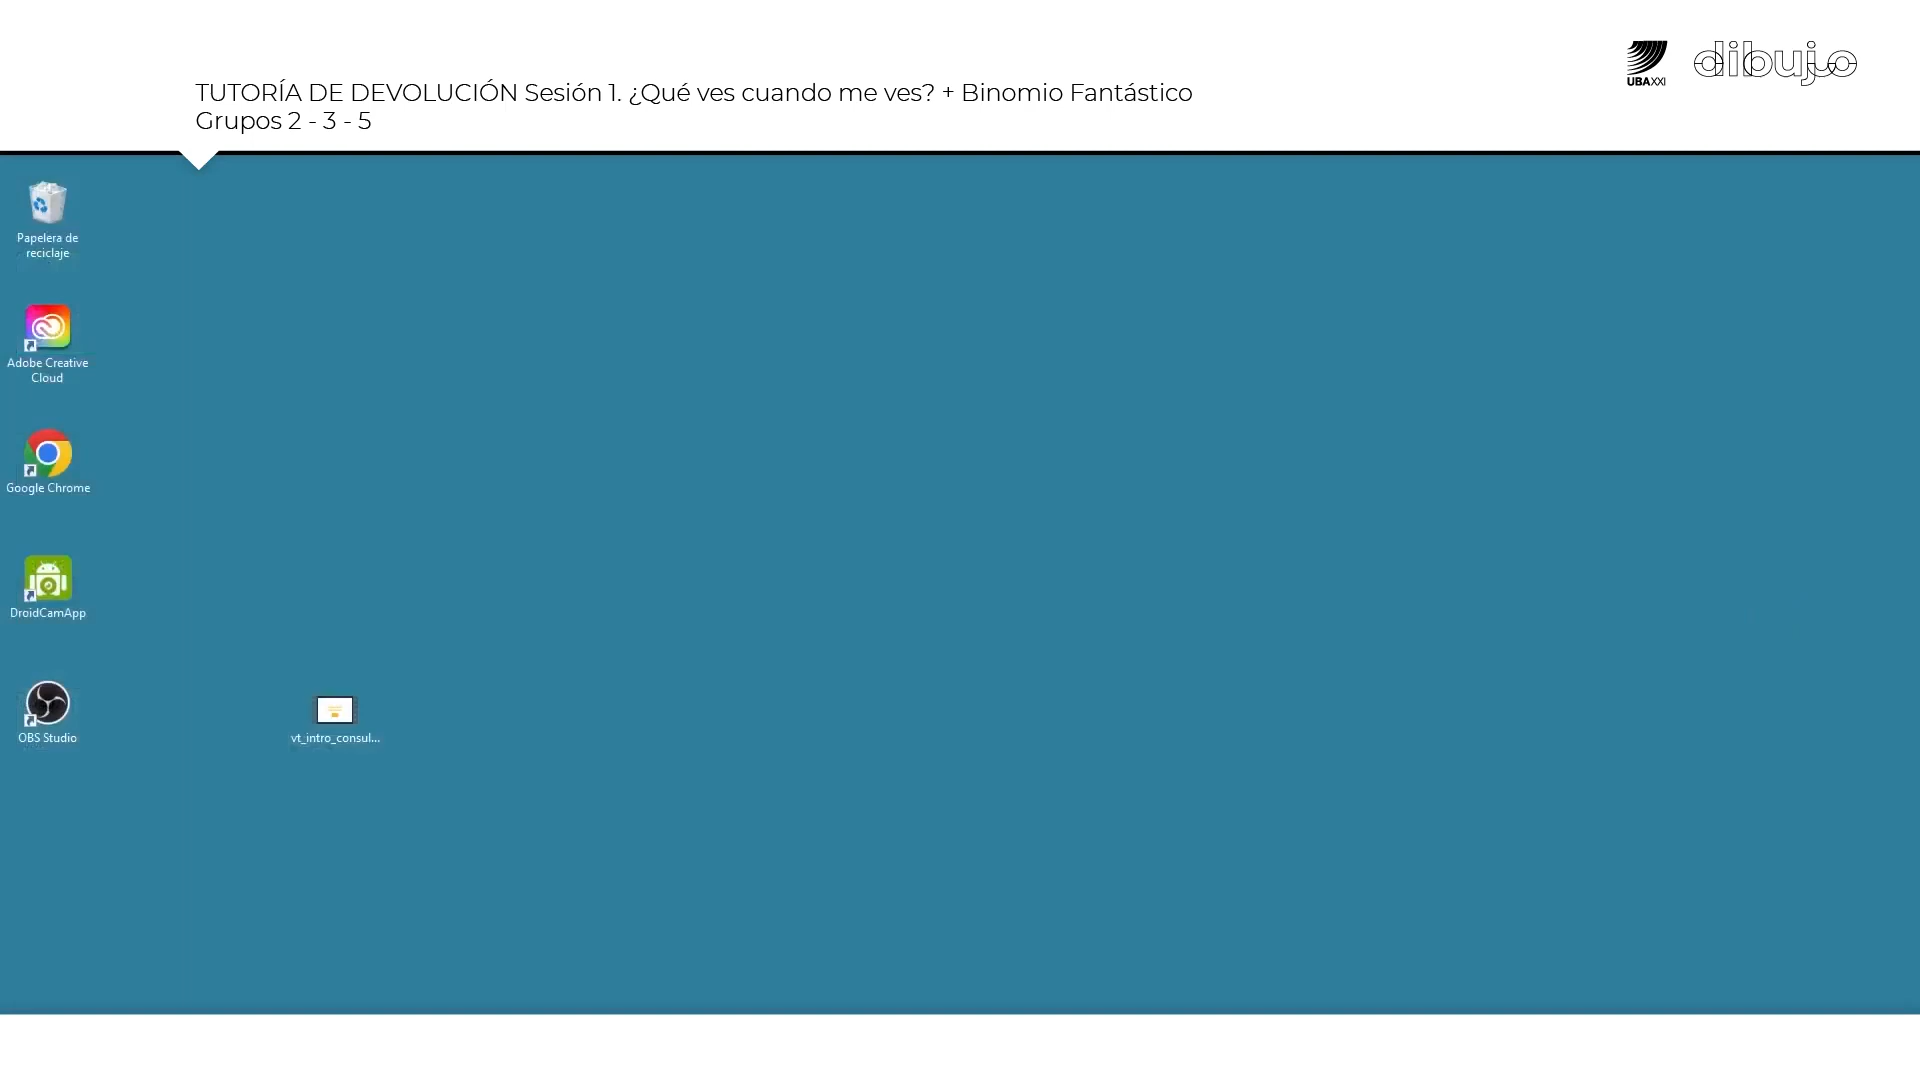 UBAXXI
dibujo
TUTORÍA DE DEVOLUCIÓN Sesión 1. ¿Qué ves cuando me ves? + Binomio Fantástico
Grupos 2 - 3 - 5
Papelera de
reciclaje
Adobe Creative
Cloud
Google Chrome
DroidCamApp
OBS Studio
vt_intro_consul...